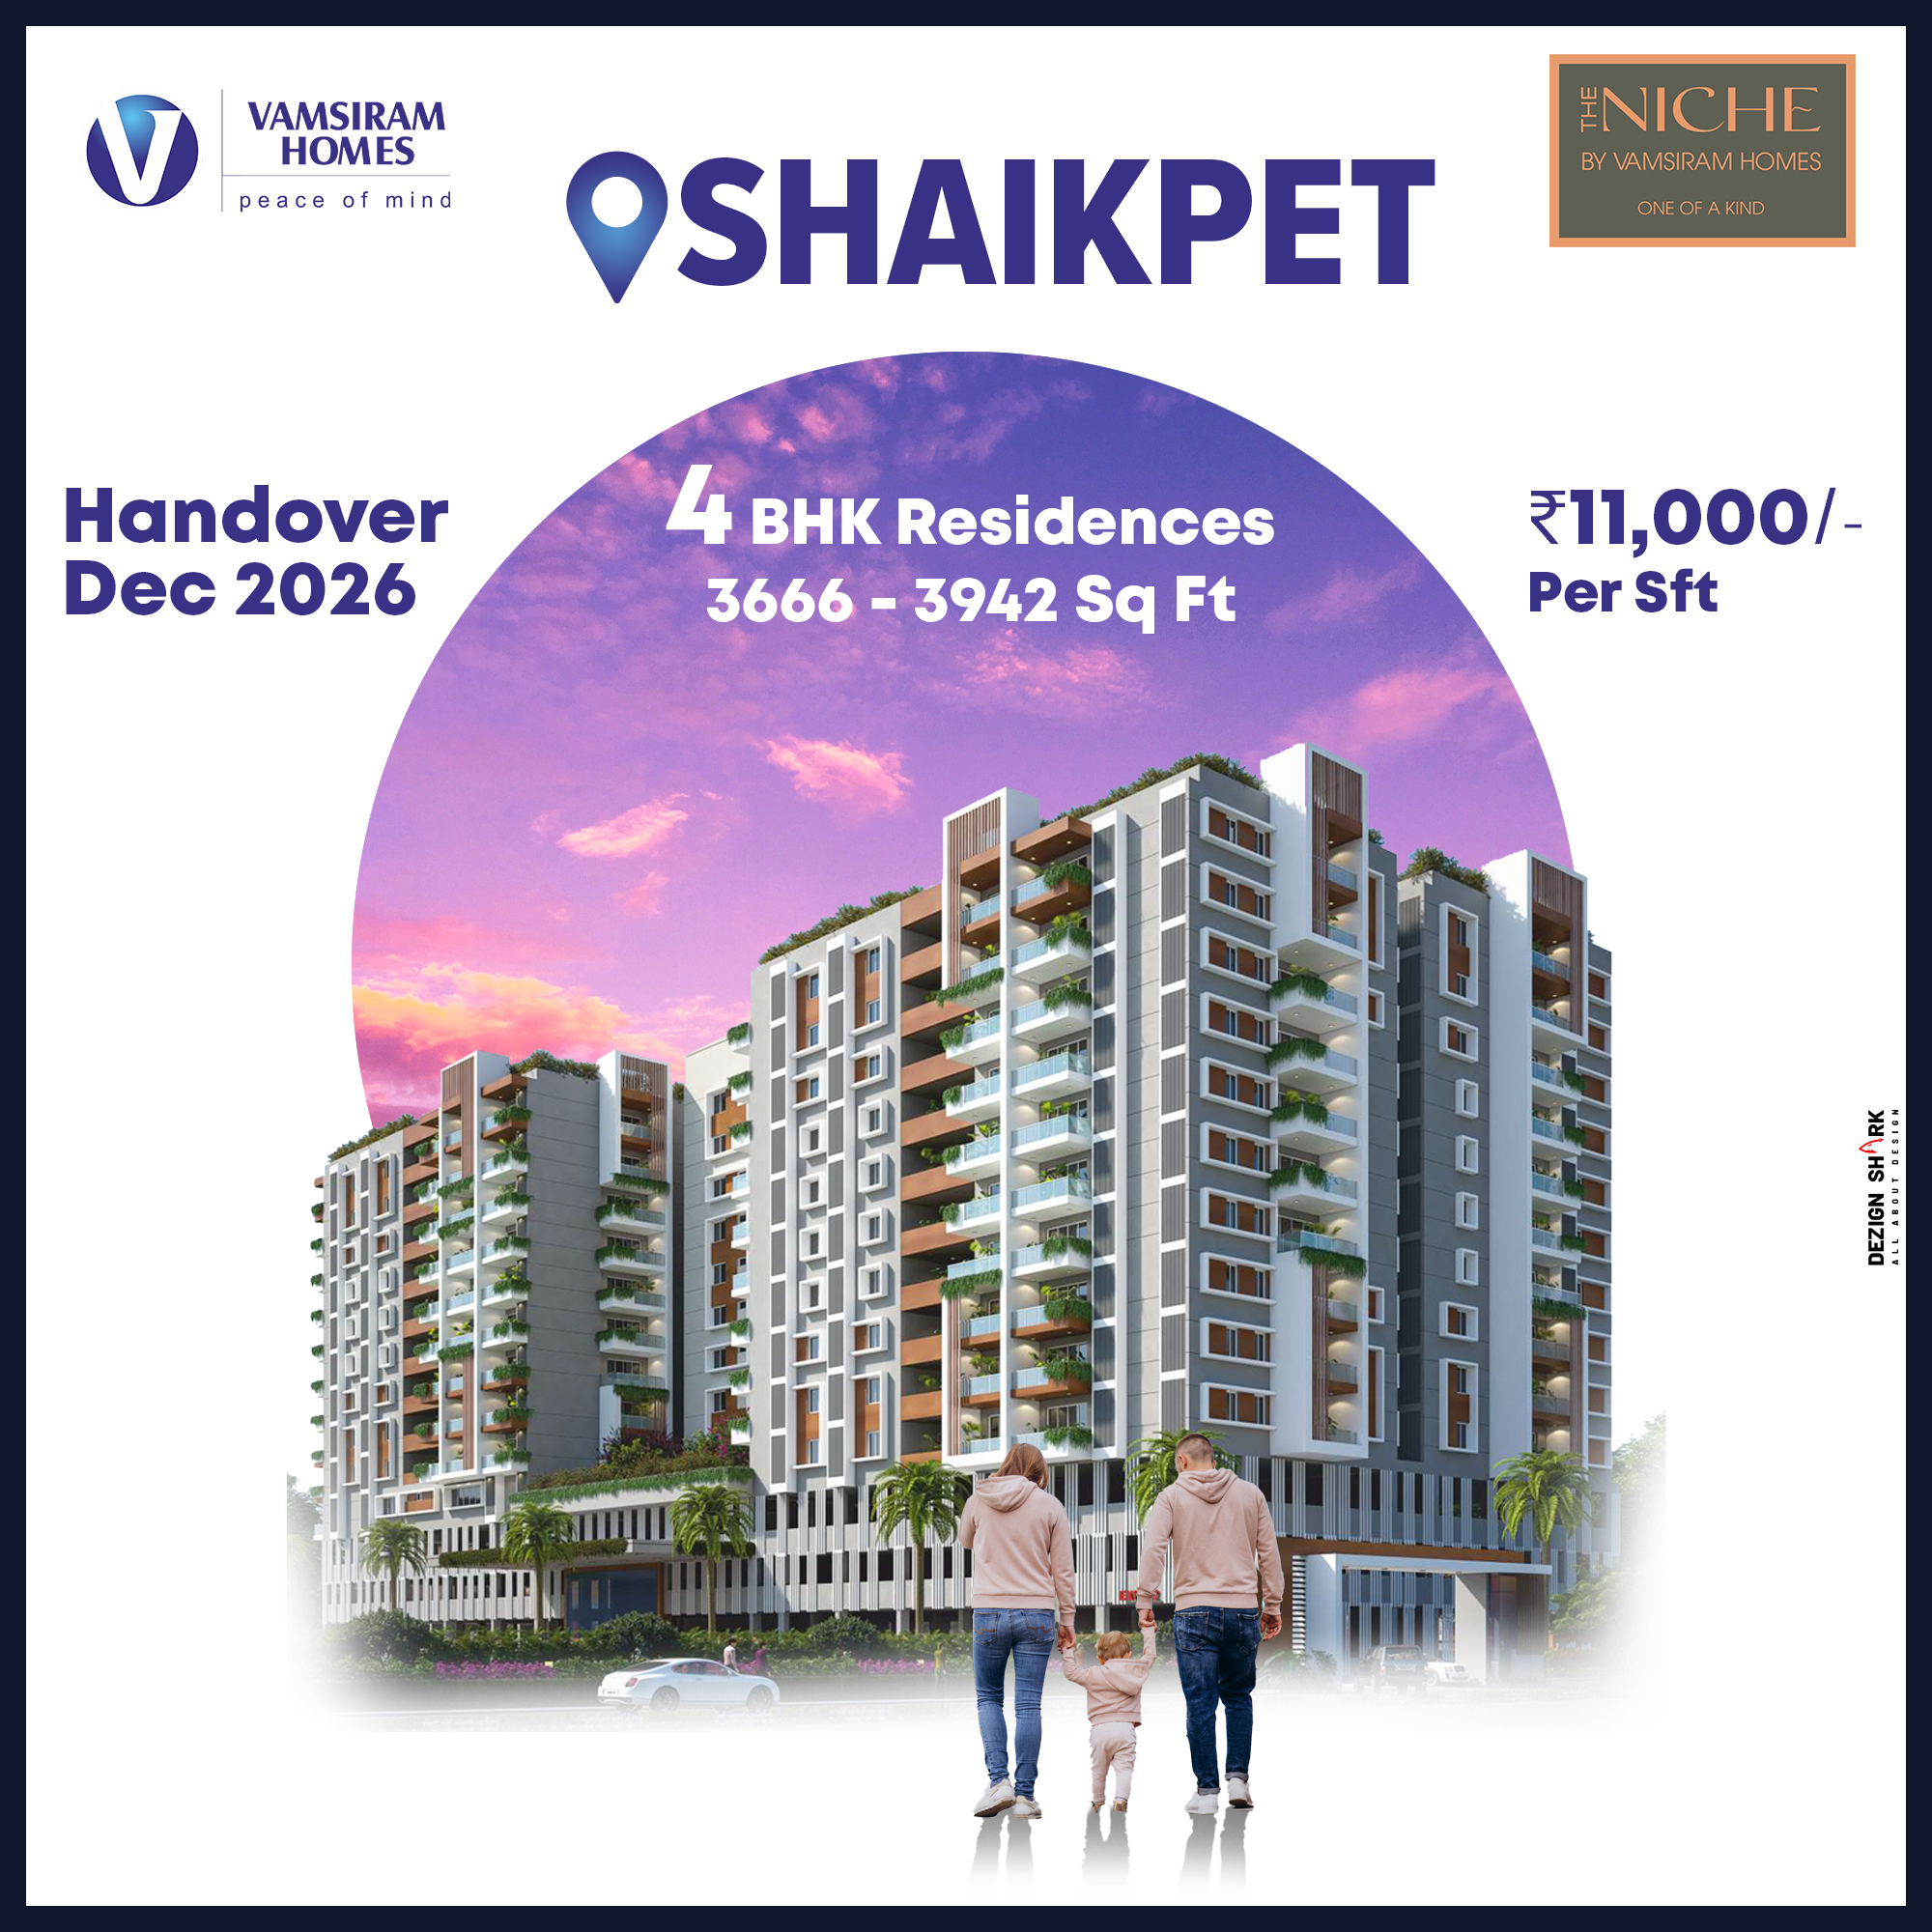 VAMSIRAM
HOMES
peace of mind
SHAIKPET
THE NICHE
BY VAMSIRAM HOMES
ONE OF A KIND
Handover
Dec 2026
4 BHK Residences
3666 - 3942 Sq Ft
₹11,000/-
Per Sft
DEZIGN SHARK
ALL ABOUT DESIGN